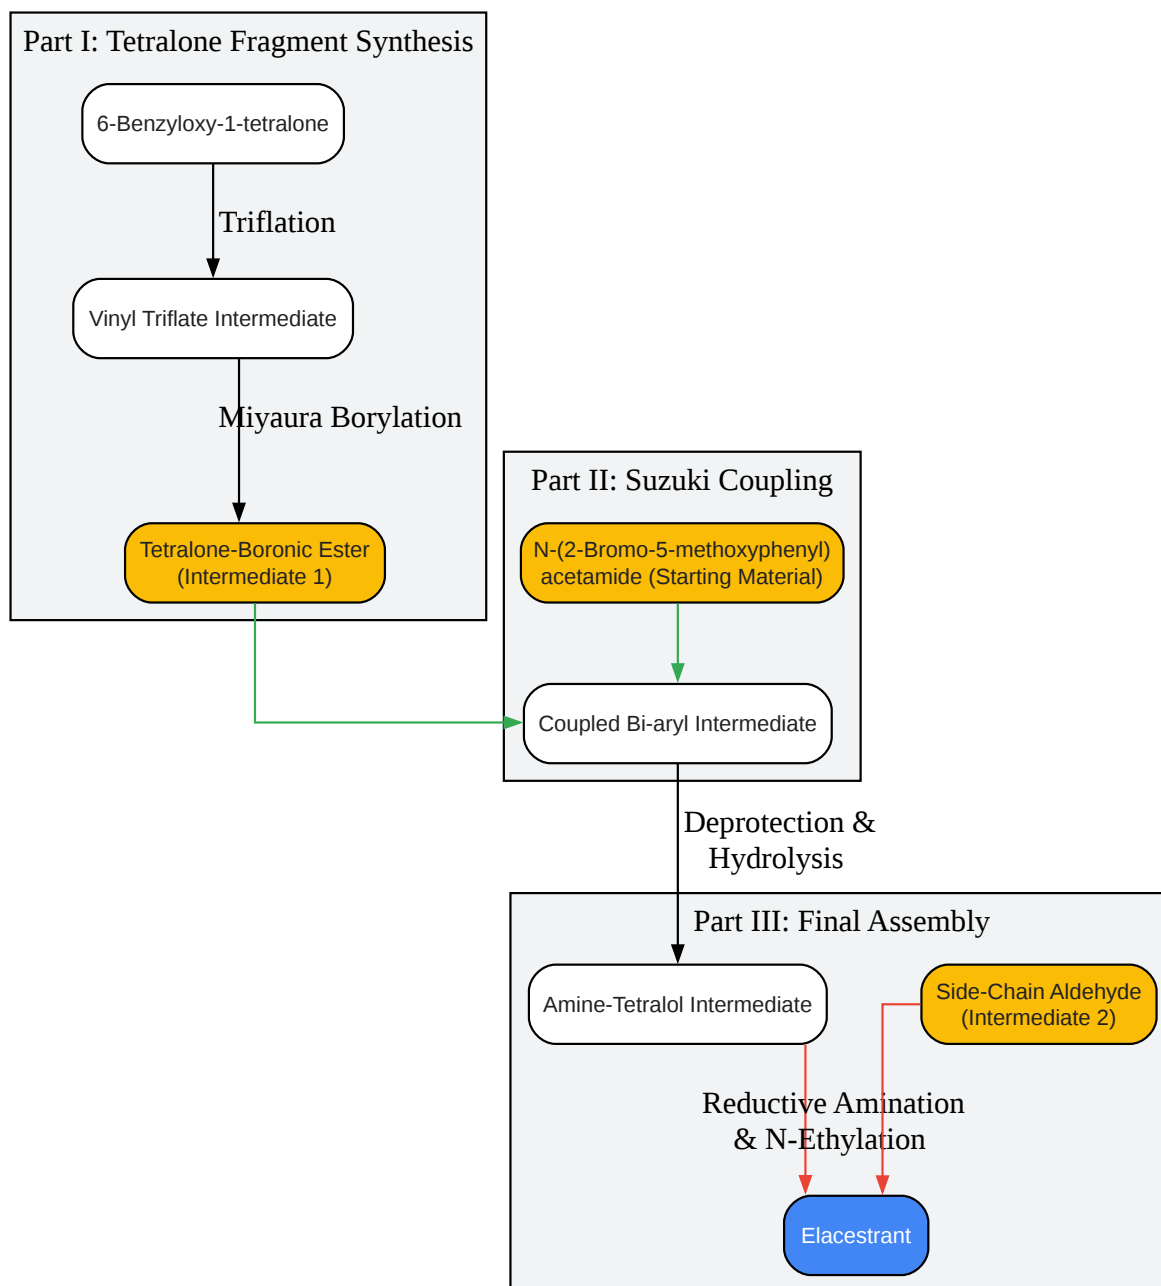 Part I: Tetralone Fragment Synthesis
6-Benzyloxy-1-tetralone
Triflation
Vinyl Triflate Intermediate
Miyaura Borylation
Tetralone-Boronic Ester
(Intermediate 1)
Part II: Suzuki Coupling
N-(2-Bromo-5-methoxyphenyl)
acetamide (Starting Material)
Coupled Bi-aryl Intermediate
Deprotection &
Hydrolysis
Part III: Final Assembly
Amine-Tetralol Intermediate
Side-Chain Aldehyde
(Intermediate 2)
Reductive Amination
& N-Ethylation
Elacestrant